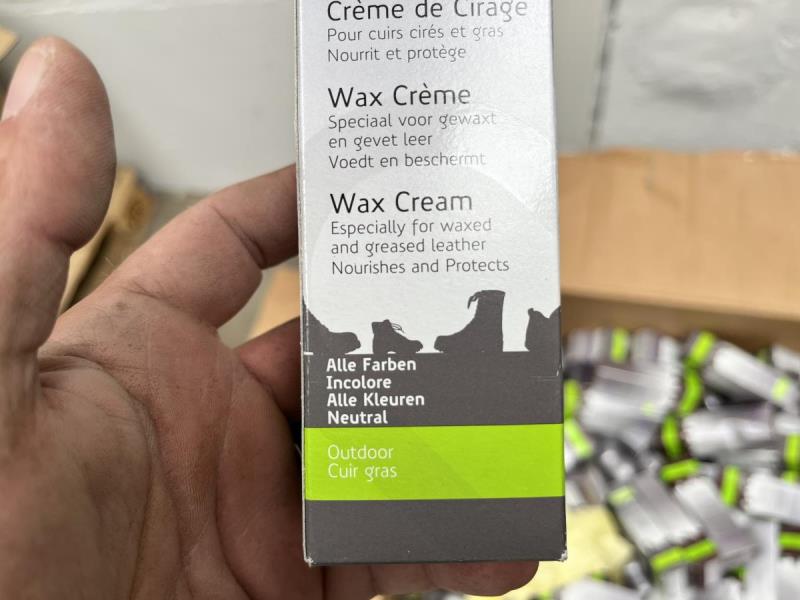 Crème de Cirage
Pour cuirs cirés et gras
Nourrit et protège
Wax Crème
Speciaal voor gewaxt
en gevet leer
Voedt en beschermt
Wax Cream
Especially for waxed
and greased leather
Nourishes and Protects
Alle Farben
Incolore
Alle Kleuren
Neutral
Outdoor
Cuir gras